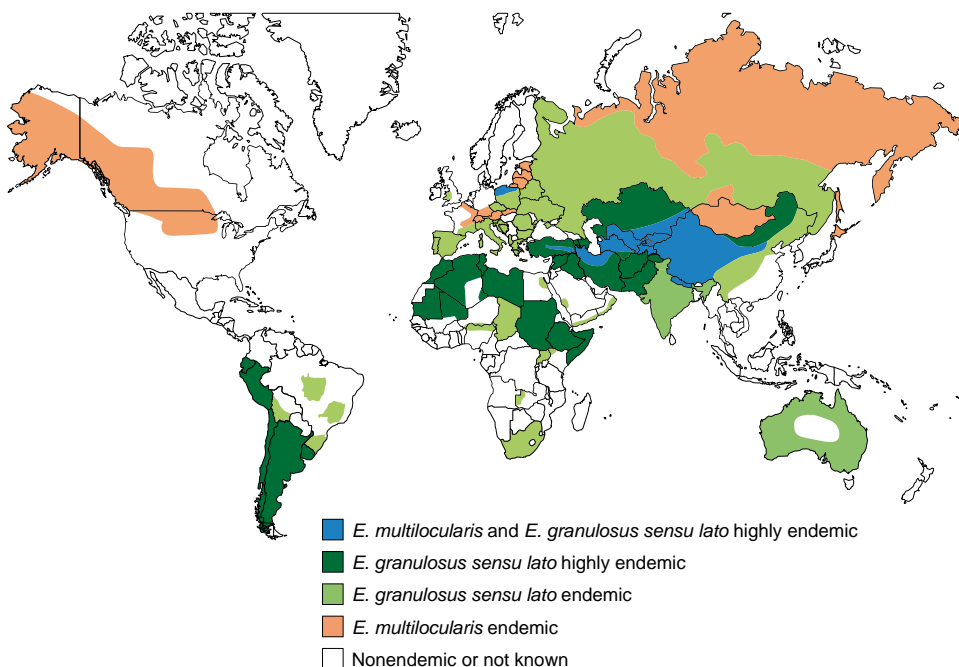 E. multilocularis and E. granulosus sensu lato highly endemic
E. granulosus sensu lato highly endemic
E. granulosus sensu lato endemic
E. multilocularis endemic
Nonendemic or not known